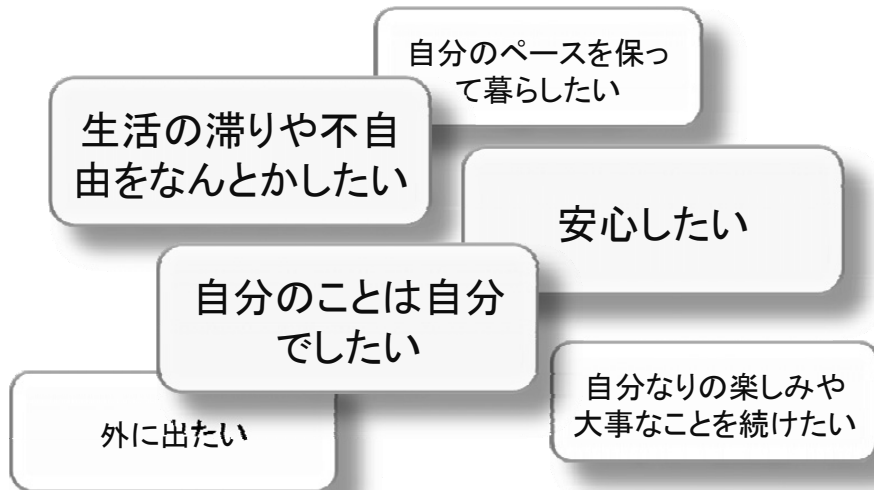 自分のペースを保っ
て暮らしたい
生活の滞りや不自
由をなんとかしたい
安心したい
自分のことは自分
でしたい
自分なりの楽しみや
大事なことを続けたい
外に出たい